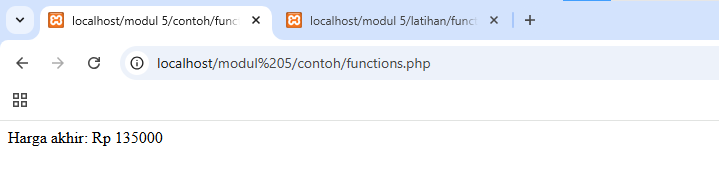 localhost/modul 5/contoh/func
localhost/modul 5/latihan/funct
localhost/modul%205/contoh/functions.php
Harga akhir: Rp 135000